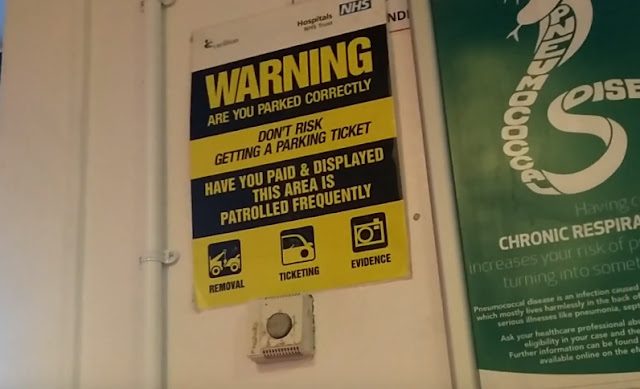 Hospitals
NHS
NHS Trust
WARNING
ARE YOU PARKED CORRECTLY
DON'T RISK
GETTING A PARKING TICKET
HAVE YOU PAID & DISPLAYED
THIS AREA IS
PATROLLED FREQUENTLY
REMOVAL
TICKETING
EVIDENCE
PNEUMOCOCCAL
DISE
Having c
CHRONIC RESPIRA
increases your risk of p
turning into somet
Pneumococcal disease is an infection caused
which mostly lives harmlessly in the back o
serious illnesses like pneumonia, sept
Ask your healthcare professional abo
eligibility in your case and the
Further information can be found
available online on the e